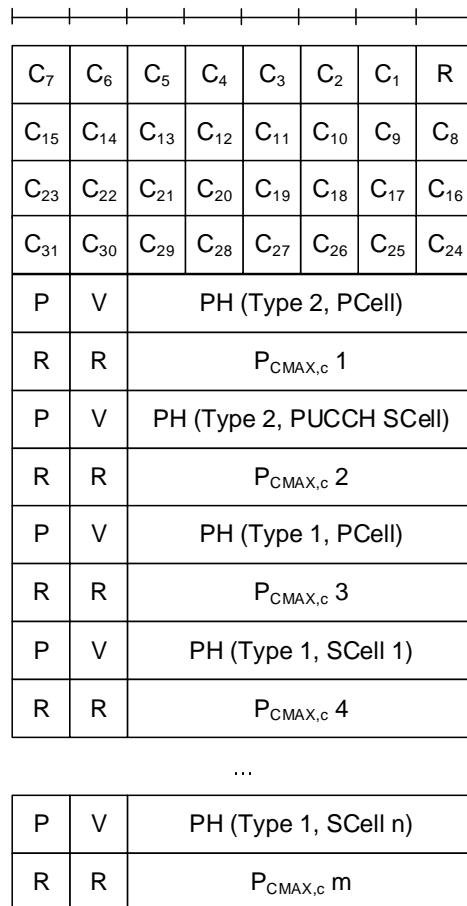 C7 C6 C5 C4 C3 C2 C1 R
C15 C14 C13 C12 C11 C10 C9 C8
C23 C22 C21 C20 C19 C18 C17 C16
C31 C30 C29 C28 C27 C26 C25 C24
P V PH (Type 2, PCell)
R R PCMAX,c 1
P V PH (Type 2, PUCCH SCell)
R R PCMAX,c 2
P V PH (Type 1, PCell)
R R PCMAX,c 3
P V PH (Type 1, SCell 1)
R R PCMAX,c 4
...
P V PH (Type 1, SCell n)
R R PCMAX,c m